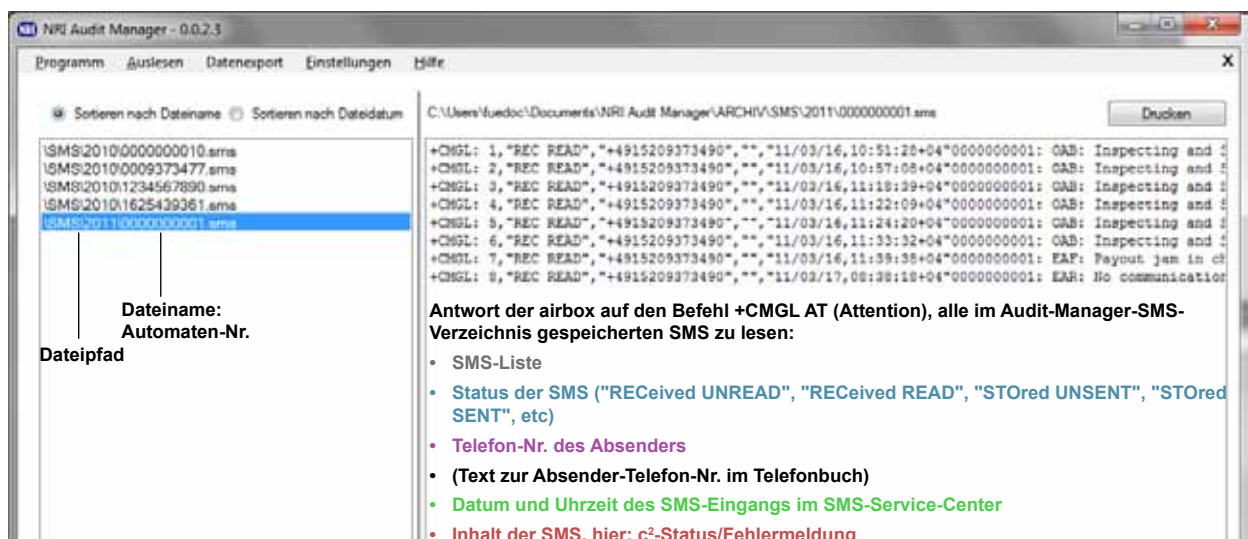 NRI Audit Manager - 0.0.2.3
Programm Auslesen Datenexport Einstellungen Hilfe X
Sortieren nach Dateiname Sortieren nach Dateidatum
C:\Users\fuedoc\Documents\NRI Audit Manager\ARCHIV\SMS\2011\0000000001.sms
Drucken
\SMS\2010\0000000010.sms
\SMS\2010\0009373477.sms
\SMS\2010\1234567890.sms
\SMS\2010\1625439361.sms
\SMS\2011\0000000001.sms
Dateiname:
Automaten-Nr.
Dateipfad
+CMGL: 1,"REC READ","+4915209373490","","11/03/16,10:51:28+04"0000000001: OAB: Inspecting and S
+CMGL: 2,"REC READ","+4915209373490","","11/03/16,10:57:08+04"0000000001: OAB: Inspecting and S
+CMGL: 3,"REC READ","+4915209373490","","11/03/16,11:18:39+04"0000000001: OAB: Inspecting and S
+CMGL: 4,"REC READ","+4915209373490","","11/03/16,11:22:09+04"0000000001: OAB: Inspecting and S
+CMGL: 5,"REC READ","+4915209373490","","11/03/16,11:24:20+04"0000000001: OAB: Inspecting and S
+CMGL: 6,"REC READ","+4915209373490","","11/03/16,11:33:32+04"0000000001: OAB: Inspecting and S
+CMGL: 7,"REC READ","+4915209373490","","11/03/16,11:39:38+04"0000000001: EAF: Payout jam in ch
+CMGL: 8,"REC READ","+4915209373490","","11/03/17,08:38:18+04"0000000001: EAR: No communication
Antwort der airbox auf den Befehl +CMGL AT (Attention), alle im Audit-Manager-SMS-
Verzeichnis gespeicherten SMS zu lesen:
• SMS-Liste
• Status der SMS ("RECeived UNREAD", "RECeived READ", "STOred UNSENT", "STOred
SENT", etc)
• Telefon-Nr. des Absenders
• (Text zur Absender-Telefon-Nr. im Telefonbuch)
• Datum und Uhrzeit des SMS-Eingangs im SMS-Service-Center
• Inhalt der SMS, hier: c²-Status/Fehlermeldung